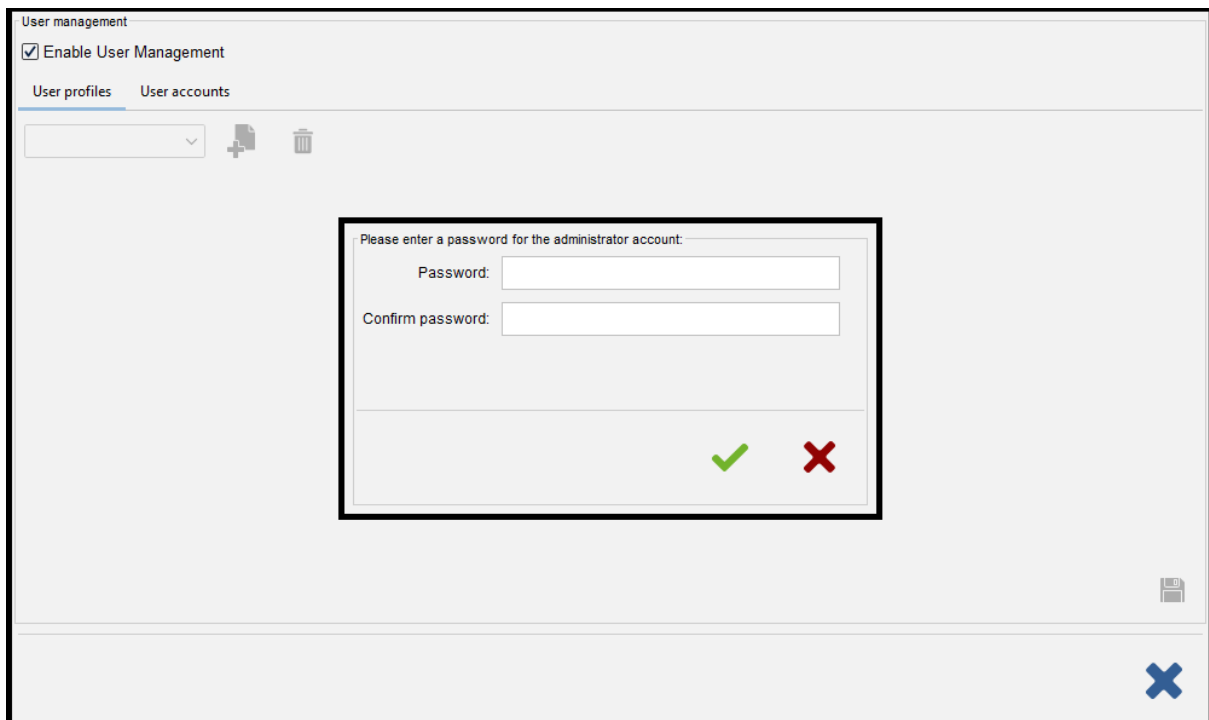 User management
Enable User Management
User profiles User accounts
Please enter a password for the administrator account:
Password:
Confirm password: